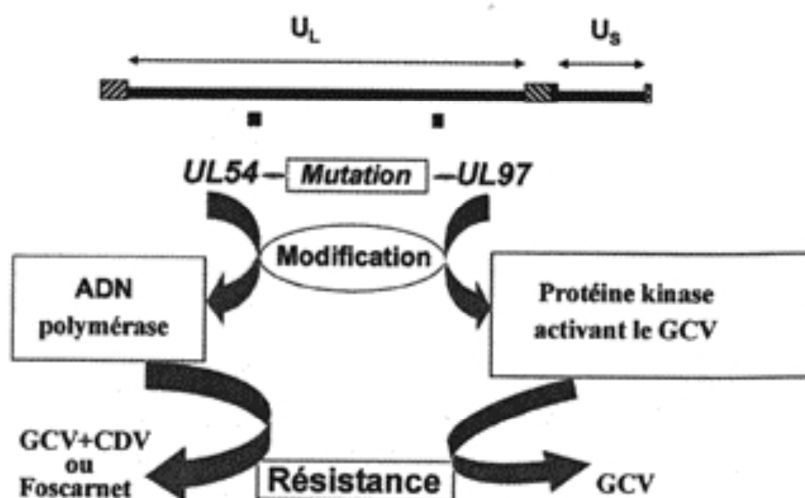 UL
US
UL54 Mutation UL97
Modification
ADN
polymérase
Protéine kinase
activant le GCV
GCV+CDV
ou
Foscarnet
Résistance
GCV